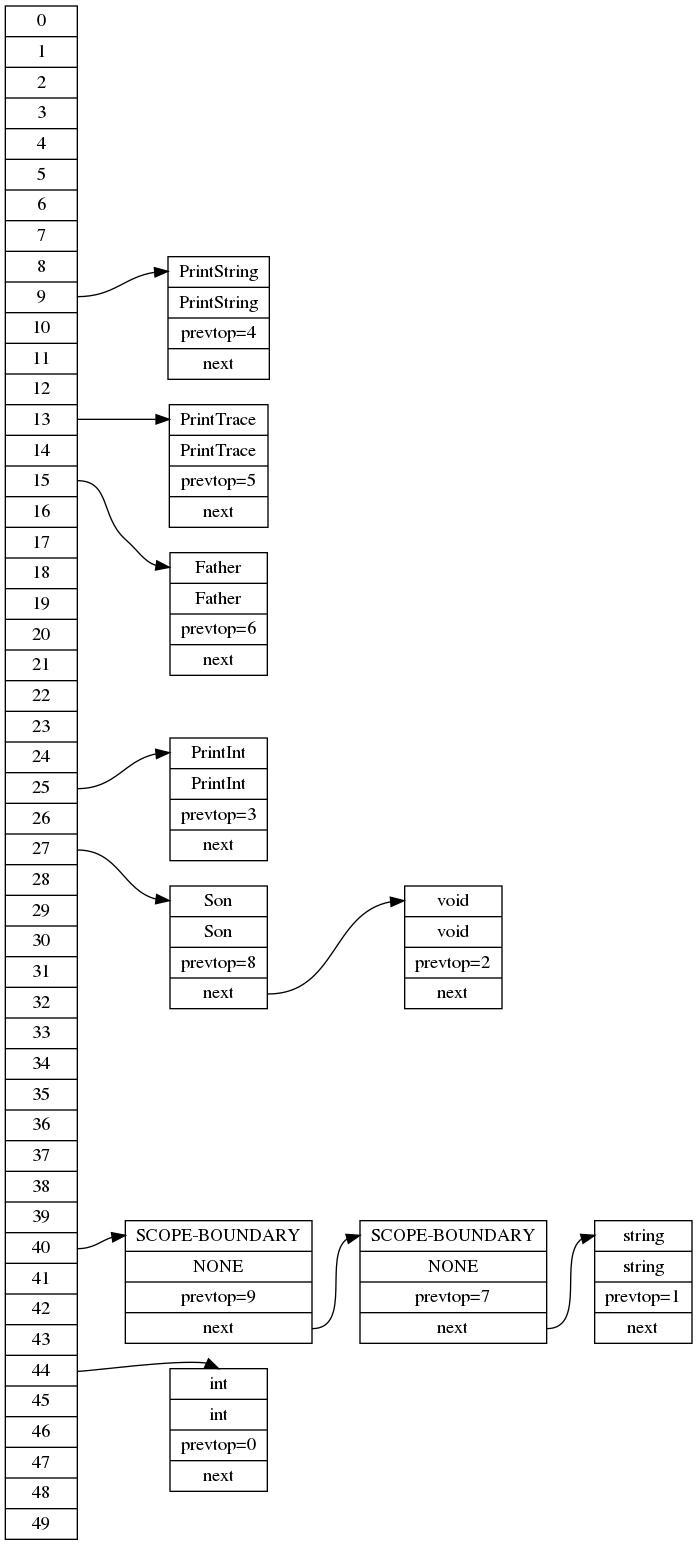 0
1
2
3
4
5
6
7
8
9
10
11
12
13
14
15
16
17
18
19
20
21
22
23
24
25
26
27
28
29
30
31
32
33
34
35
36
37
38
39
40
41
42
43
44
45
46
47
48
49
PrintString
PrintString
prevtop=4
next
PrintTrace
PrintTrace
prevtop=5
next
Father
Father
prevtop=6
next
PrintInt
PrintInt
prevtop=3
next
Son
Son
prevtop=8
next
void
void
prevtop=2
next
SCOPE-BOUNDARY
NONE
prevtop=9
next
SCOPE-BOUNDARY
NONE
prevtop=7
next
string
string
prevtop=1
next
int
int
prevtop=0
next